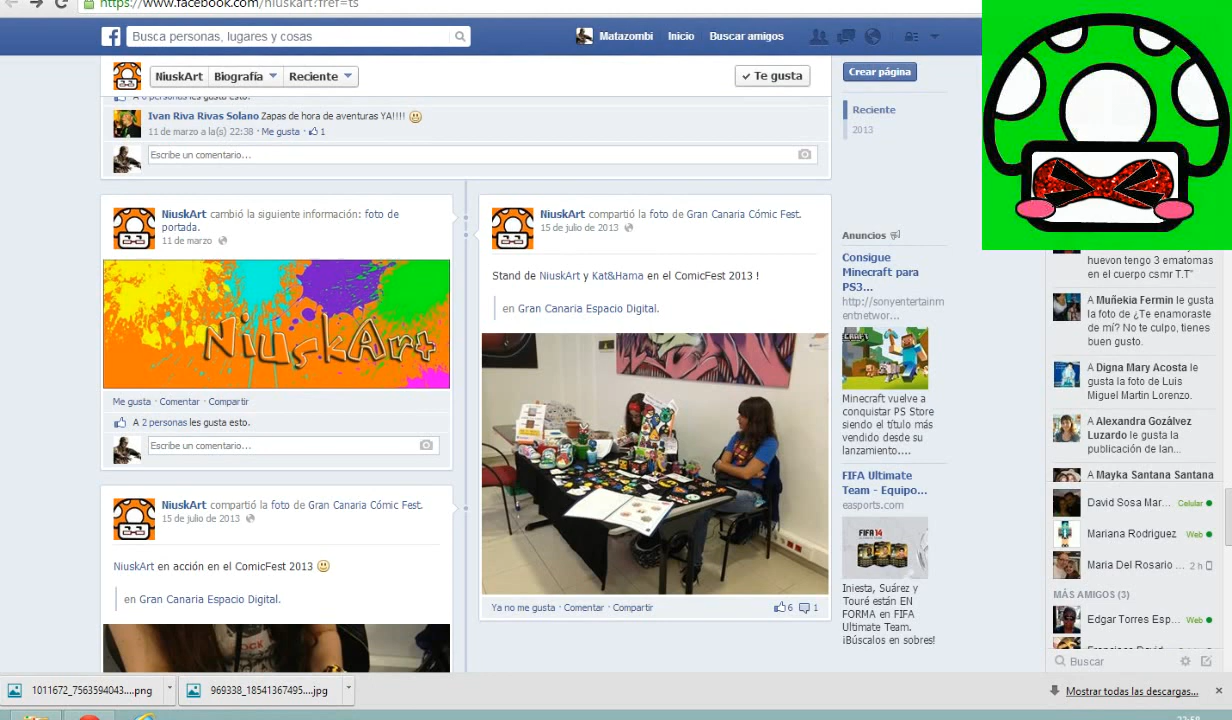 https://www.facebook.com/niuskart?fref=ts
Busca personas, lugares y cosas
Matazombi
Inicio
Buscar amigos
NiuskArt
Biografía
Reciente
Te gusta
Crear página
Reciente
2013
A 6 personas les gusta esto.
Ivan Riva Rivas Solano Zapas de hora de aventuras YA!!!!
11 de marzo a la(s) 22:38 · Me gusta · 1
Escribe un comentario...
NiuskArt cambió la siguiente información: foto de
portada.
11 de marzo
NiuskArt
Me gusta · Comentar · Compartir
A 2 personas les gusta esto.
Escribe un comentario...
NiuskArt compartió la foto de Gran Canaria Cómic Fest.
15 de julio de 2013
NiuskArt en acción en el ComicFest 2013
en Gran Canaria Espacio Digital.
NiuskArt compartió la foto de Gran Canaria Cómic Fest.
15 de julio de 2013
Stand de NiuskArt y Kat&Hama en el ComicFest 2013 !
en Gran Canaria Espacio Digital.
Ya no me gusta · Comentar · Compartir
6
1
Anuncios
Consigue
Minecraft para
PS3...
http://sonyentertainm
entnetwor...
Minecraft vuelve a
conquistar PS Store
siendo el título más
vendido desde su
lanzamiento....
FIFA Ultimate
Team - Equipo...
easports.com
FIFA 14
Iniesta, Suárez y
Touré están EN
FORMA en FIFA
Ultimate Team.
¡Búscalos en sobres!
huevon tengo 3 ematomas
en el cuerpo csmr T.T"
A Muñekia Fermin le gusta
la foto de ¿Te enamoraste
de mí? No te culpo, tienes
buen gusto.
A Digna Mary Acosta le
gusta la foto de Luis
Miguel Martin Lorenzo.
A Alexandra Gozálvez
Luzardo le gusta la
publicación de Ian...
A Mayka Santana Santana
David Sosa Mar... Celular
Mariana Rodriguez Web
Maria Del Rosario ... 2 h
MÁS AMIGOS (3)
Edgar Torres Esp... Web
Buscar
1011672_7563594043....png
969338_18541367495....jpg
Mostrar todas las descargas...